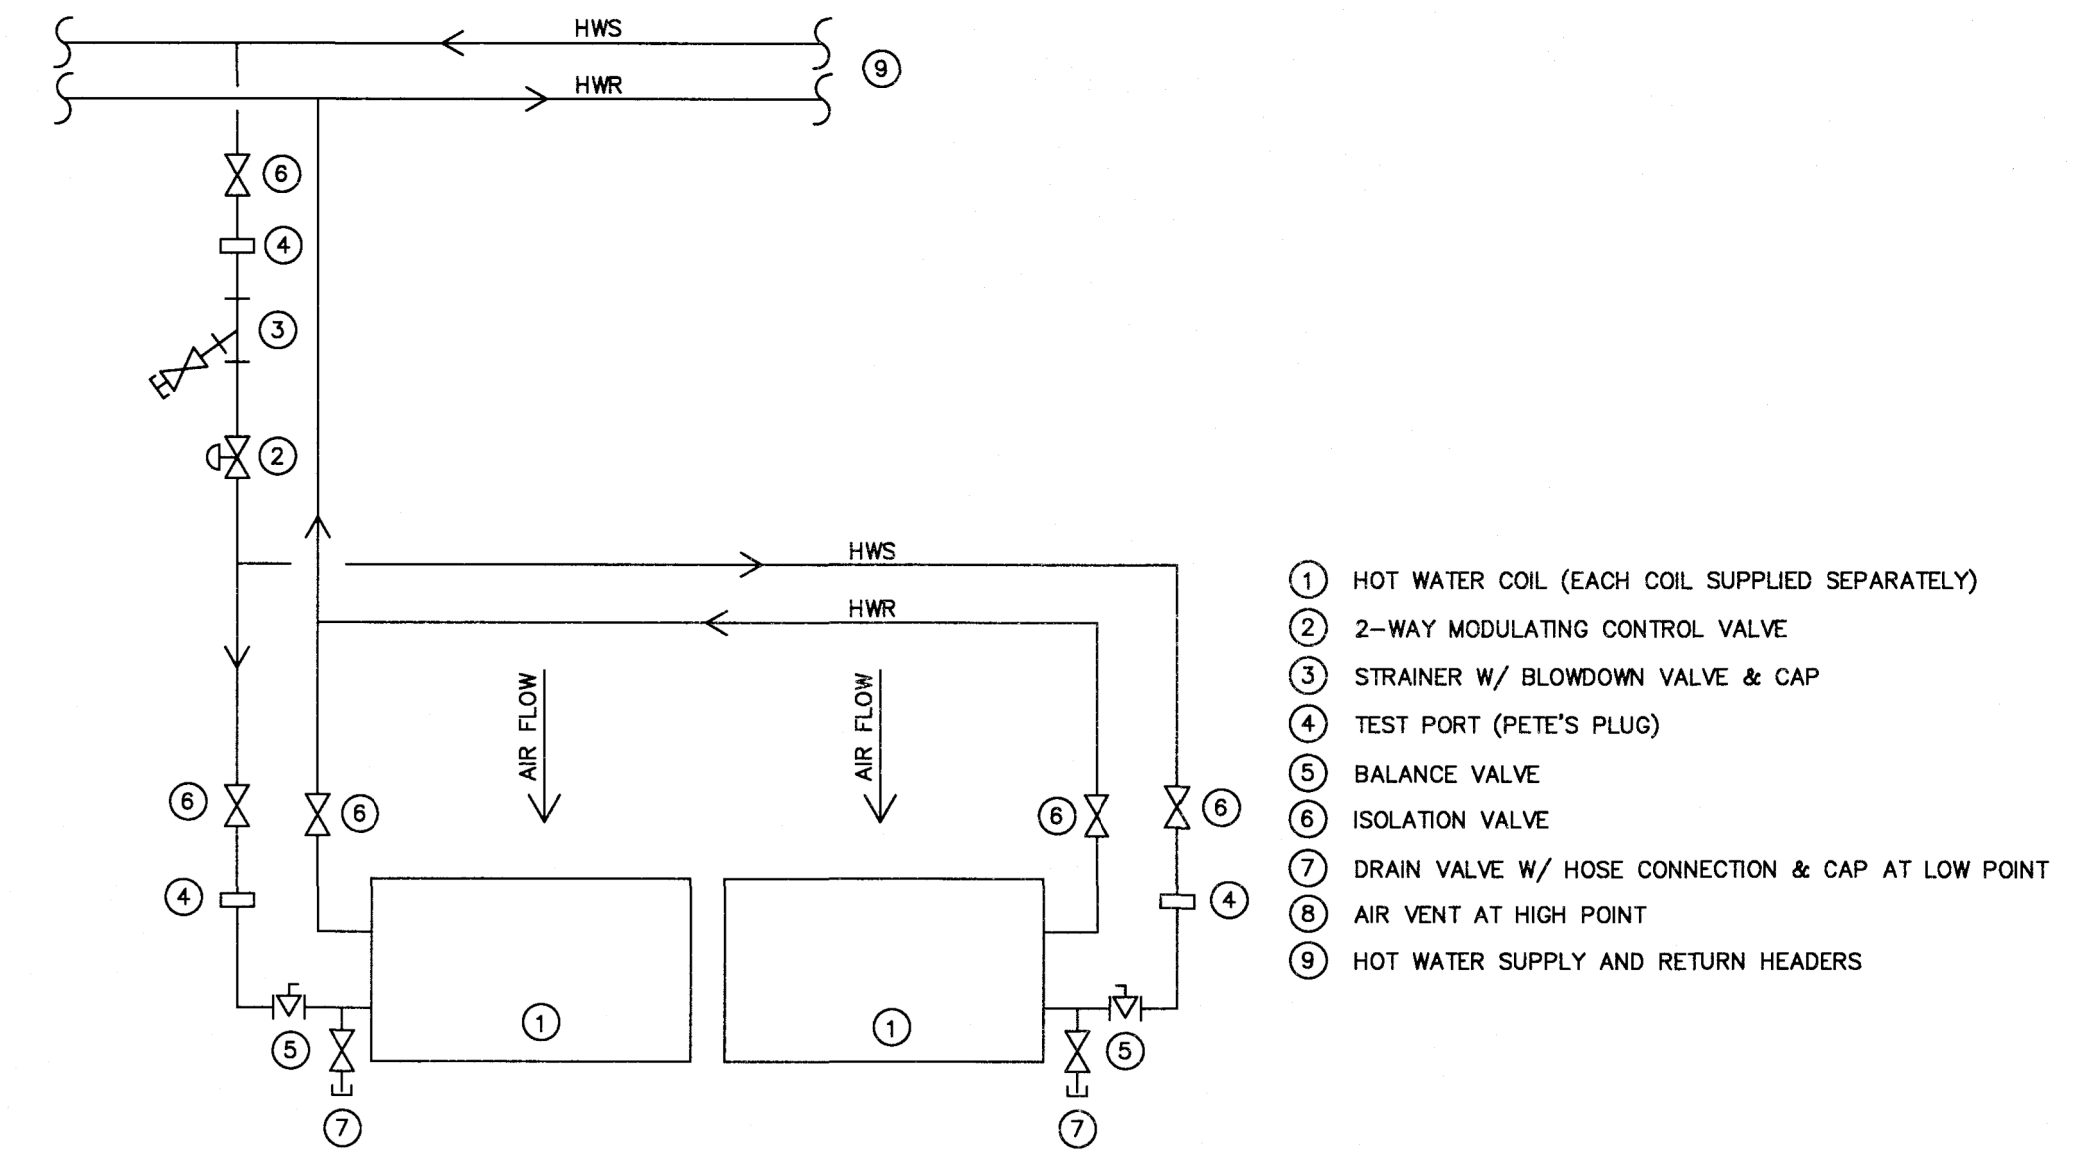 HWS
9
HWR
6
4
3
2
HWS
HWR
AIR FLOW
AIR FLOW
6
6
6
6
4
4
1
1
5
5
7
7
1 HOT WATER COIL (EACH COIL SUPPLIED SEPARATELY)
2 2-WAY MODULATING CONTROL VALVE
3 STRAINER W/ BLOWDOWN VALVE & CAP
4 TEST PORT (PETE'S PLUG)
5 BALANCE VALVE
6 ISOLATION VALVE
7 DRAIN VALVE W/ HOSE CONNECTION & CAP AT LOW POINT
8 AIR VENT AT HIGH POINT
9 HOT WATER SUPPLY AND RETURN HEADERS